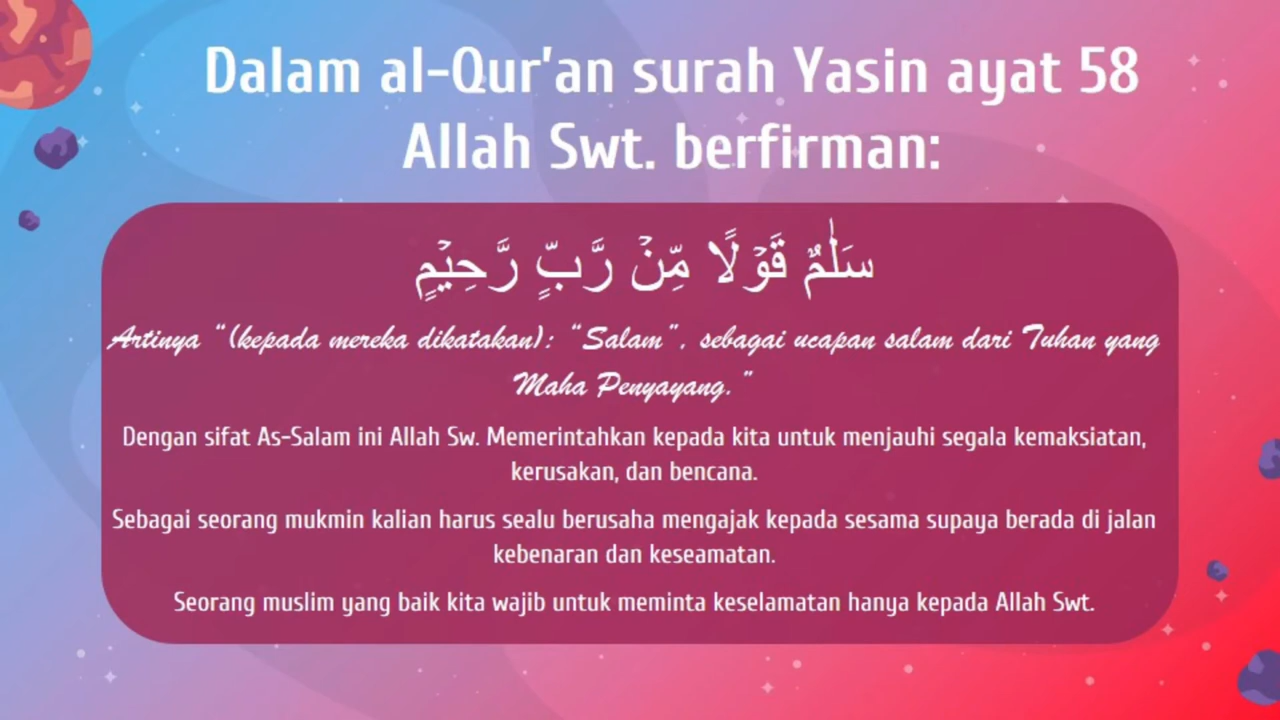 Dalam al-Qur’an surah Yasin ayat 58
Allah Swt. berfirman:
سَلٰمٌ قَوْلًا مِّنْ رَّبٍّ رَّحِيْمٍ
Artinya “(kepada mereka dikatakan): “Salam”, sebagai ucapan salam dari Tuhan yang
Maha Penyayang.”
Dengan sifat As-Salam ini Allah Sw. Memerintahkan kepada kita untuk menjauhi segala kemaksiatan,
kerusakan, dan bencana.
Sebagai seorang mukmin kalian harus sealu berusaha mengajak kepada sesama supaya berada di jalan
kebenaran dan keseamatan.
Seorang muslim yang baik kita wajib untuk meminta keselamatan hanya kepada Allah Swt.